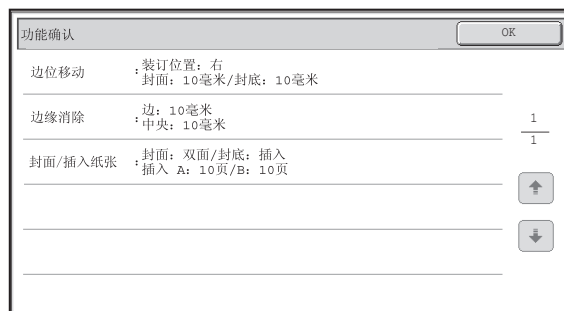 功能确认
OK
边位移动 :装订位置: 右
封面: 10毫米/封底: 10毫米
边缘消除 :边: 10毫米
中央: 10毫米
封面/插入纸张 :封面: 双面/封底: 插入
插入 A: 10页/B: 10页
1
1